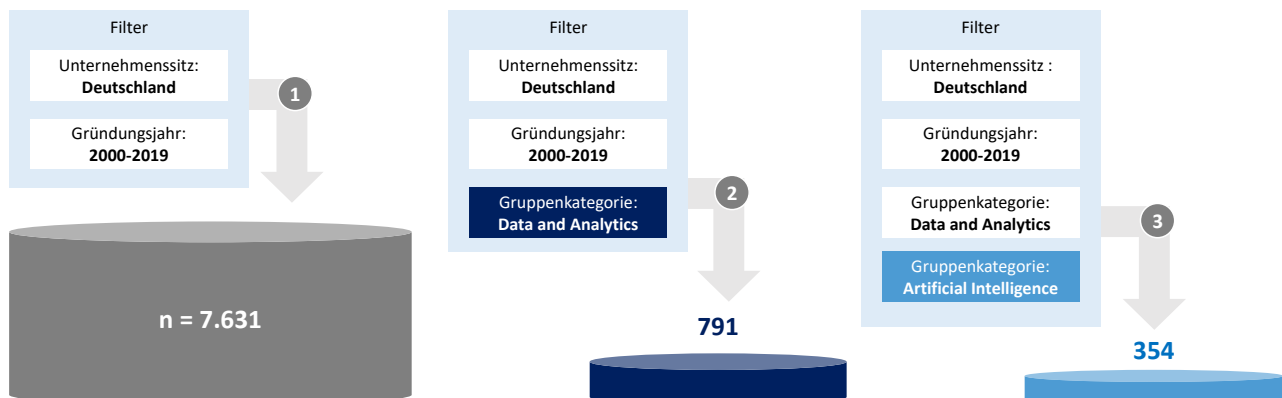 Filter
Unternehmenssitz:
Deutschland
Gründungsjahr:
2000-2019
1
n = 7.631
Filter
Unternehmenssitz:
Deutschland
Gründungsjahr:
2000-2019
Gruppenkategorie:
Data and Analytics
2
791
Filter
Unternehmenssitz :
Deutschland
Gründungsjahr:
2000-2019
Gruppenkategorie:
Data and Analytics
Gruppenkategorie:
Artificial Intelligence
3
354